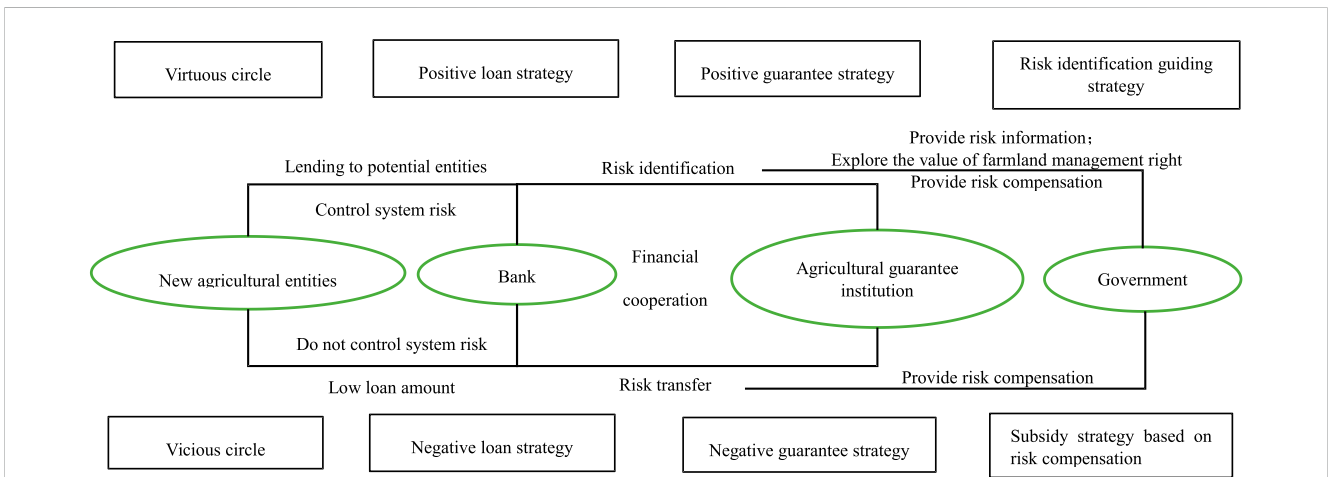 Virtuous circle
Positive loan strategy
Positive guarantee strategy
Risk identification guiding
strategy
Provide risk information;
Lending to potential entities
Risk identification
Explore the value of farmland management right
Provide risk compensation
Control system risk
New agricultural entities
Bank
Financial
cooperation
Agricultural guarantee
institution
Government
Do not control system risk
Low loan amount
Risk transfer
Provide risk compensation
Vicious circle
Negative loan strategy
Negative guarantee strategy
Subsidy strategy based on
risk compensation